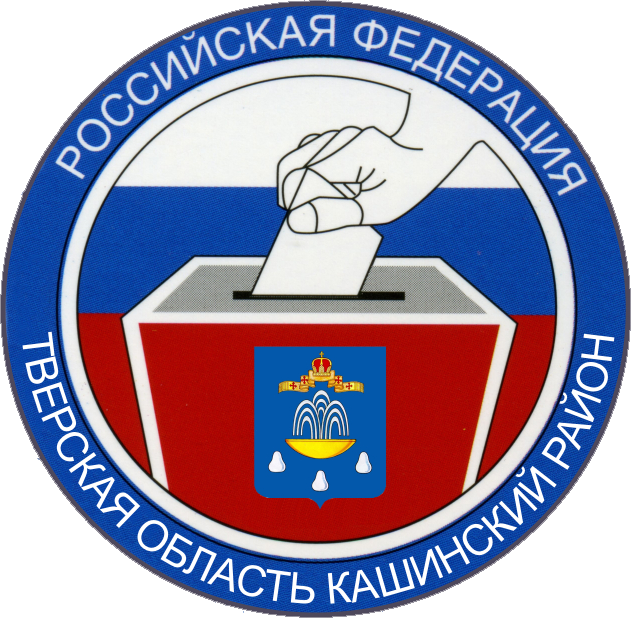 РОССИЙСКАЯ ФЕДЕРАЦИЯ
ТВЕРСКАЯ ОБЛАСТЬ КАШИНСКИЙ РАЙОН